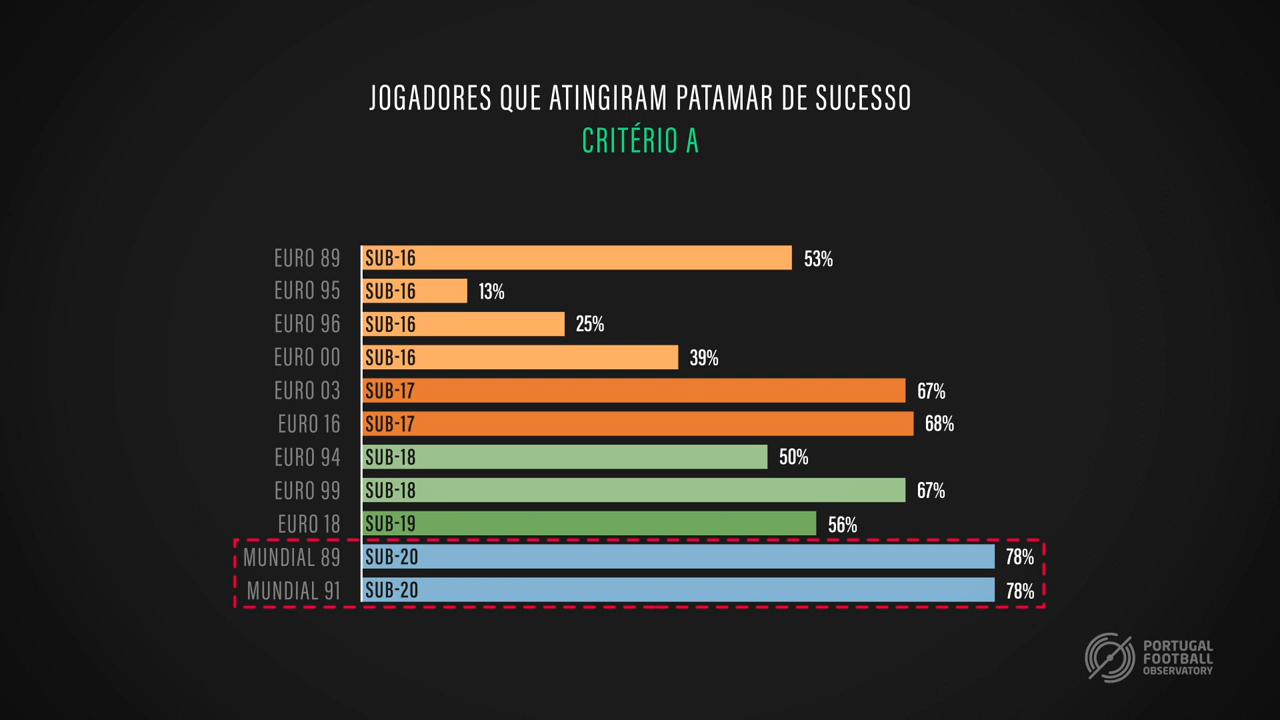 JOGADORES QUE ATINGIRAM PATAMAR DE SUCESSO
CRITÉRIO A
EURO 89 SUB-16 53%
EURO 95 SUB-16 13%
EURO 96 SUB-16 25%
EURO 00 SUB-16 39%
EURO 03 SUB-17 67%
EURO 16 SUB-17 68%
EURO 94 SUB-18 50%
EURO 99 SUB-18 67%
EURO 18 SUB-19 56%
MUNDIAL 89 SUB-20 78%
MUNDIAL 91 SUB-20 78%
PORTUGAL
FOOTBALL
OBSERVATORY